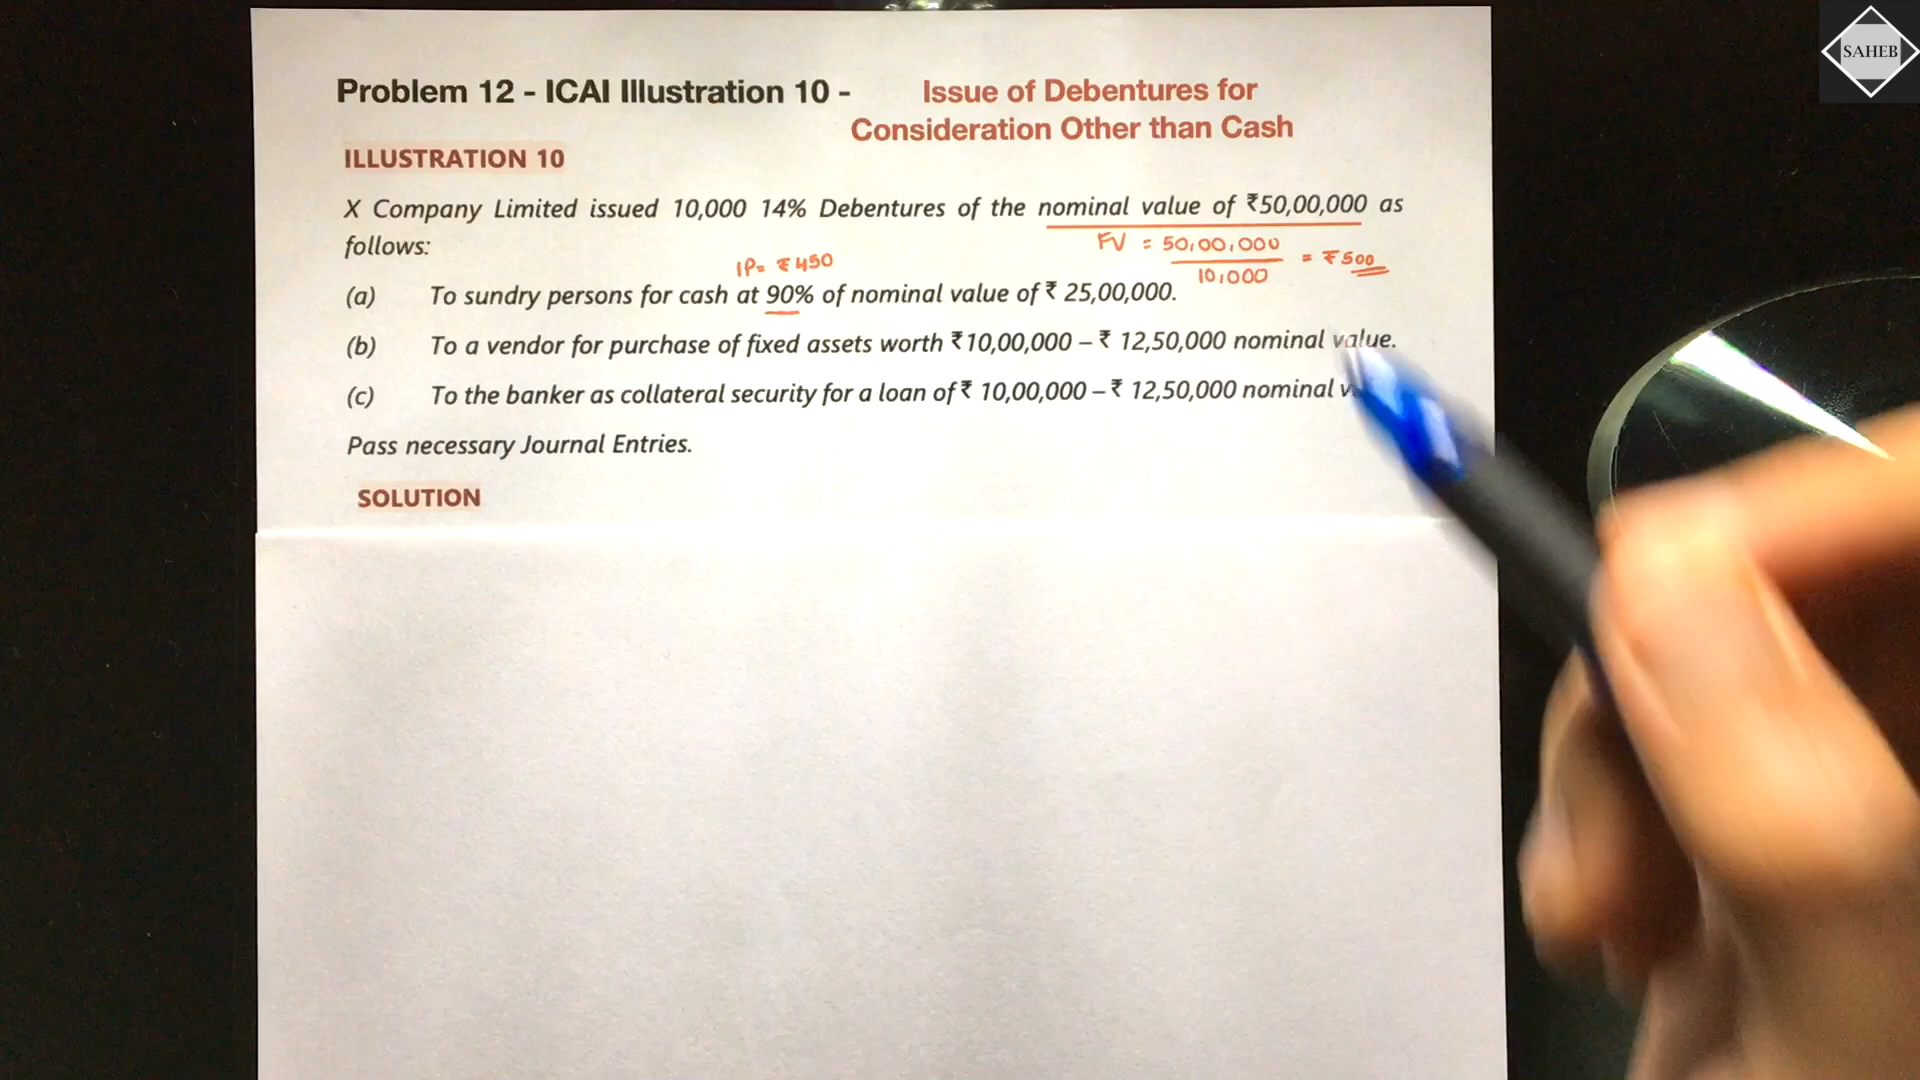 SAHEB
Problem 12 - ICAI Illustration 10 - Issue of Debentures for
Consideration Other than Cash
ILLUSTRATION 10
X Company Limited issued 10,000 14% Debentures of the nominal value of ₹50,00,000 as
follows:
FV = 50,00,000 / 10,000 = ₹500
IP= ₹450
(a) To sundry persons for cash at 90% of nominal value of ₹ 25,00,000.
(b) To a vendor for purchase of fixed assets worth ₹10,00,000 – ₹ 12,50,000 nominal value.
(c) To the banker as collateral security for a loan of ₹ 10,00,000 – ₹ 12,50,000 nominal
Pass necessary Journal Entries.
SOLUTION